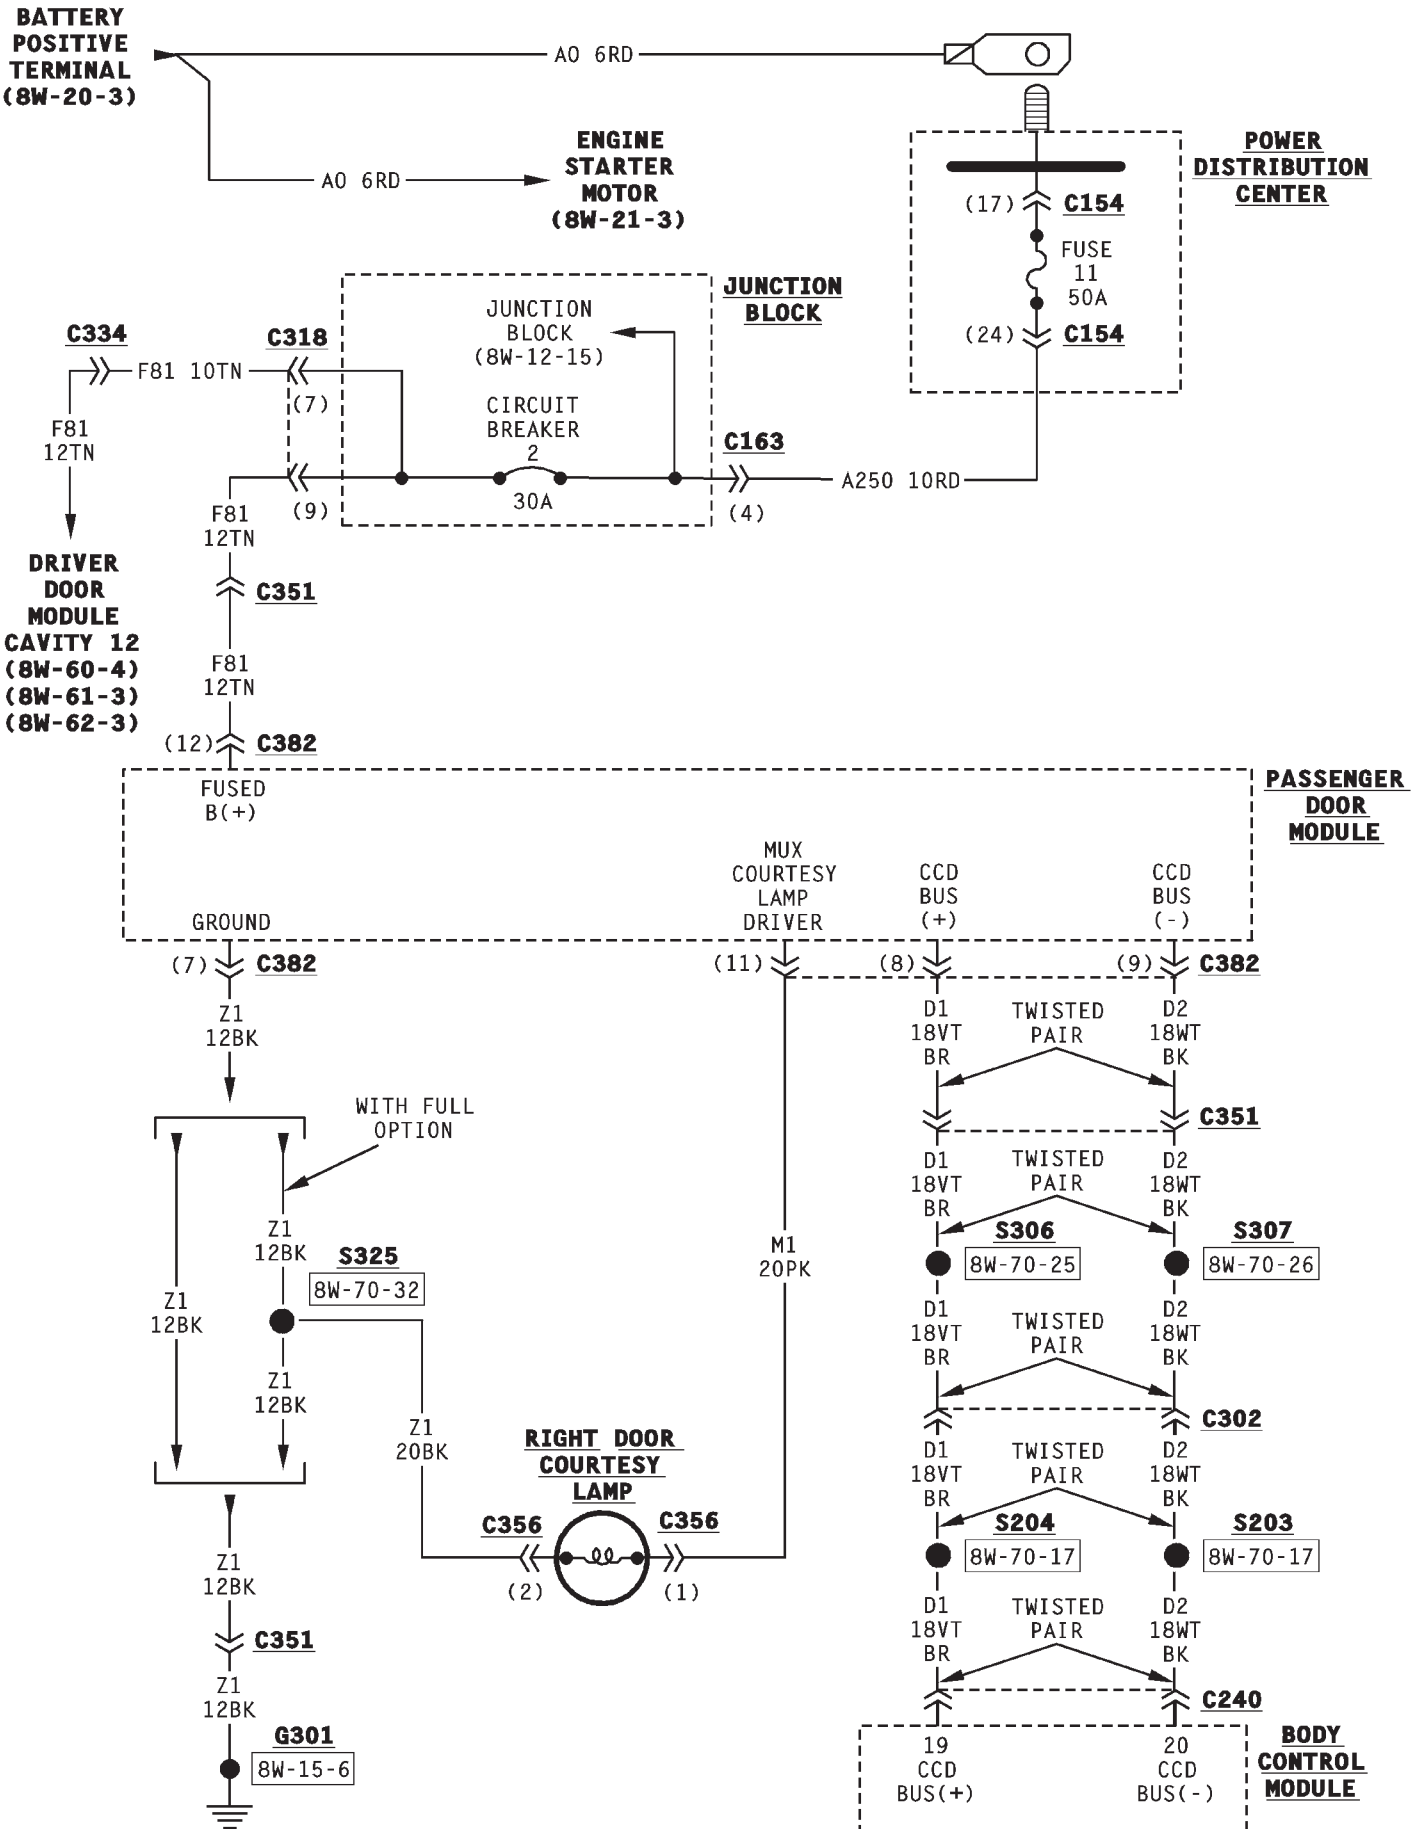 BATTERY
POSITIVE
TERMINAL
(8W-20-3)
A0 6RD
A0 6RD
ENGINE
STARTER
MOTOR
(8W-21-3)
POWER
DISTRIBUTION
CENTER
(17)
C154
FUSE
11
50A
(24)
C154
JUNCTION
BLOCK
JUNCTION
BLOCK
(8W-12-15)
C334
C318
F81 10TN
(7)
F81
12TN
CIRCUIT
BREAKER
2
30A
C163
(4)
A250 10RD
(9)
F81
12TN
DRIVER
DOOR
MODULE
CAVITY 12
(8W-60-4)
(8W-61-3)
(8W-62-3)
C351
F81
12TN
(12)
C382
PASSENGER
DOOR
MODULE
FUSED
B(+)
GROUND
MUX
COURTESY
LAMP
DRIVER
CCD
BUS
(+)
CCD
BUS
(-)
(7)
C382
(11)
(8)
(9)
C382
Z1
12BK
D1
18VT
BR
TWISTED
PAIR
D2
18WT
BK
WITH FULL
OPTION
C351
D1
18VT
BR
TWISTED
PAIR
D2
18WT
BK
Z1
12BK
S325
8W-70-32
Z1
12BK
Z1
12BK
M1
20PK
S306
8W-70-25
S307
8W-70-26
D1
18VT
BR
TWISTED
PAIR
D2
18WT
BK
C302
Z1
20BK
RIGHT DOOR
COURTESY
LAMP
C356
(2)
C356
(1)
D1
18VT
BR
TWISTED
PAIR
D2
18WT
BK
S204
8W-70-17
S203
8W-70-17
Z1
12BK
C351
Z1
12BK
G301
8W-15-6
D1
18VT
BR
TWISTED
PAIR
D2
18WT
BK
C240
19
CCD
BUS(+)
20
CCD
BUS(-)
BODY
CONTROL
MODULE